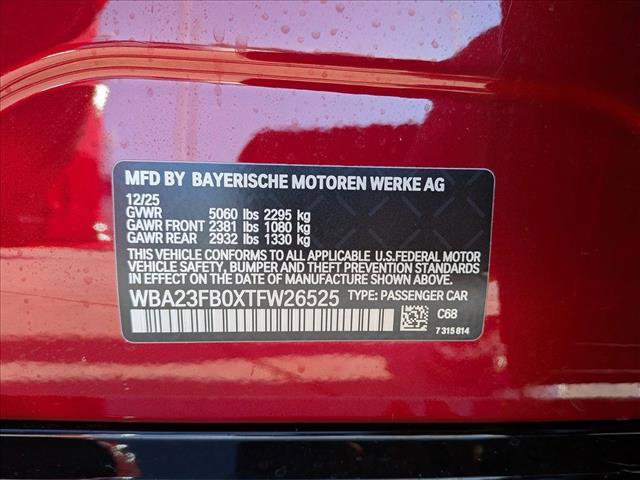 MFD BY BAYERISCHE MOTOREN WERKE AG
12/25
GVWR 5060 lbs 2295 kg
GAWR FRONT 2381 lbs 1080 kg
GAWR REAR 2932 lbs 1330 kg
THIS VEHICLE CONFORMS TO ALL APPLICABLE U.S.FEDERAL MOTOR
VEHICLE SAFETY, BUMPER, AND THEFT PREVENTION STANDARDS
IN EFFECT ON THE DATE OF MANUFACTURE SHOWN ABOVE.
WBA23FB0XTFW26525 TYPE: PASSENGER CAR
C68
7 315 814